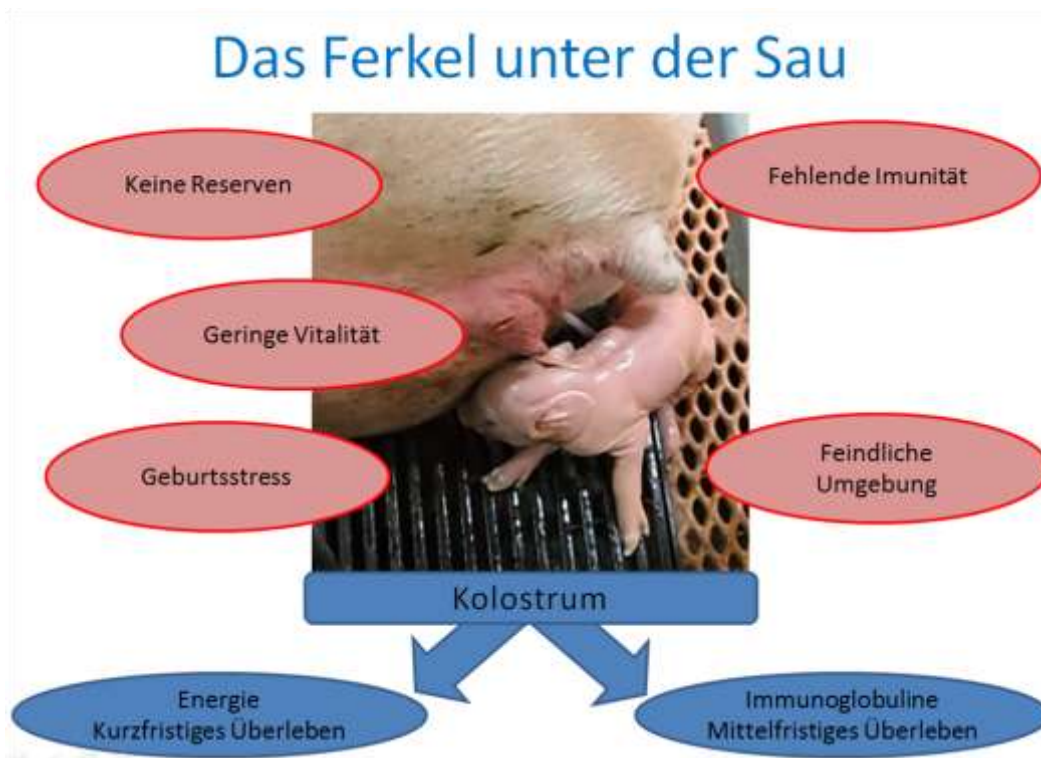 Das Ferkel unter der Sau
Keine Reserven
Fehlende Imunität
Geringe Vitalität
Geburtsstress
Feindliche
Umgebung
Kolostrum
Energie
Kurzfristiges Überleben
Immunoglobuline
Mittelfristiges Überleben